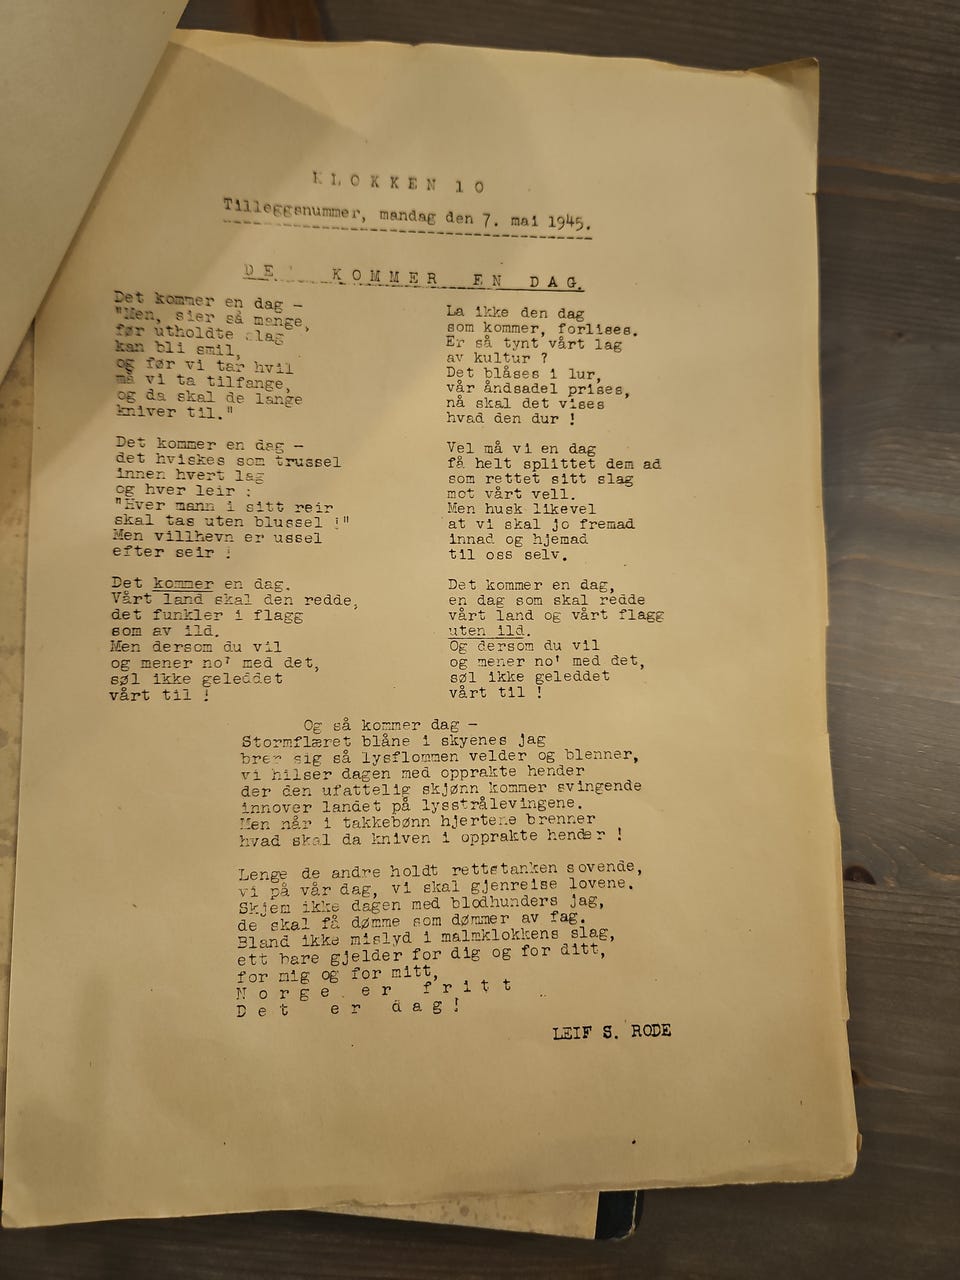 KLOKKEN 10
Tilleggsnummer, mandag den 7. mai 1945.
DE' KOMMER EN DAG.
Det kommer en dag -
"Men, sier så mange,
før utholdte slag
kan bli smil,
og før vi tar hvil
må vi ta tilfange,
og da skal de lange
kniver til."
Det kommer en dag -
det hviskes som trussel
innen hvert lag
og hver leir :
"Hver mann i sitt reir
skal tas uten blussel !"
Men villhevn er ussel
efter seir !
Det kommer en dag.
Vårt land skal den redde,
det funkler i flagg
som av ild.
Men dersom du vil
og mener no' med det,
søl ikke geleddet
vårt til !
La ikke den dag
som kommer, forlises.
Er så tynt vårt lag
av kultur ?
Det blåses i lur,
vår åndsadel prises,
nå skal det vises
hvad den dur !
Vel må vi en dag
få helt splittet dem ad
som rettet sitt slag
mot vårt vell.
Men husk likevel
at vi skal jo fremad
innad og hjemad
til oss selv.
Det kommer en dag,
en dag som skal redde
vårt land og vårt flagg
uten ild.
Og dersom du vil
og mener no' med det,
søl ikke geleddet
vårt til !
Og så kommer dag -
Stormflæret blåne i skyenes jag
brer sig så lysflommen velder og blenner,
vi hilser dagen med opprakte hender
der den ufattelig skjønn kommer svingende
innover landet på lysstrålevingene.
Men når i takkebønn hjertene brenner
hvad skal da kniven i opprakte hender !
Lenge de andre holdt rettstanken sovende,
vi på vår dag, vi skal gjenreise lovene.
Skjem ikke dagen med blodhunders jag,
de skal få dømme som dømmer av fag.
Bland ikke mislyd i malmklokkens slag,
ett bare gjelder for dig og for ditt,
for mig og for mitt,
Norge er fritt
Det er dag!
LEIF S. RODE